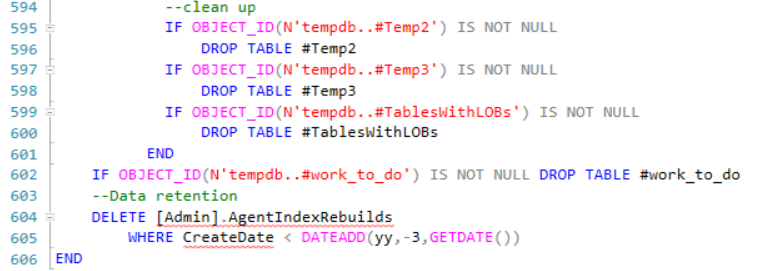 594 --clean up
595 IF OBJECT_ID(N'tempdb..#Temp2') IS NOT NULL
596 DROP TABLE #Temp2
597 IF OBJECT_ID(N'tempdb..#Temp3') IS NOT NULL
598 DROP TABLE #Temp3
599 IF OBJECT_ID(N'tempdb..#TablesWithLOBs') IS NOT NULL
600 DROP TABLE #TablesWithLOBs
601 END
602 IF OBJECT_ID(N'tempdb..#work_to_do') IS NOT NULL DROP TABLE #work_to_do
603 --Data retention
604 DELETE [Admin].AgentIndexRebuilds
605 WHERE CreateDate < DATEADD(yy,-3,GETDATE())
606 END